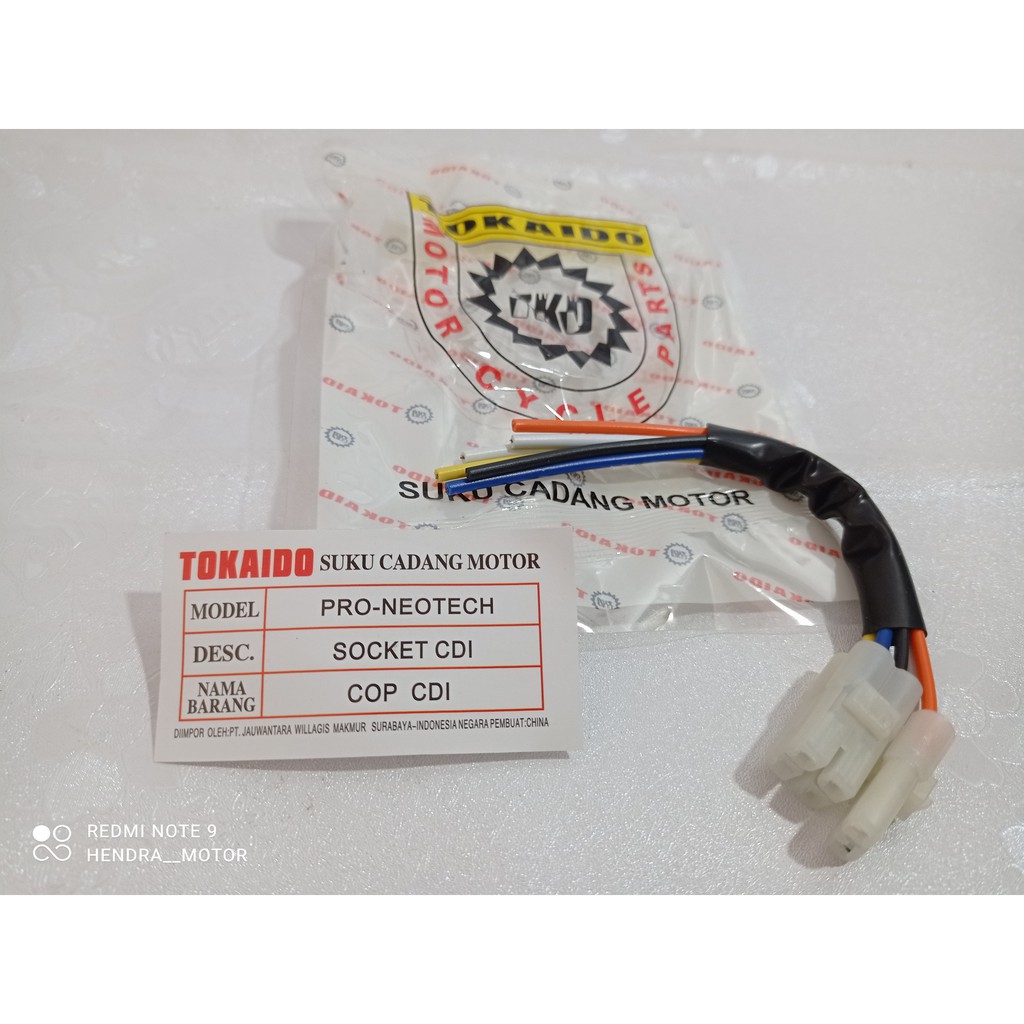 TOKAIDO
MOTOR CYCLE PARTS
SUKU CADANG MOTOR
TOKAIDO SUKU CADANG MOTOR
MODEL PRO-NEOTECH
DESC. SOCKET CDI
NAMA BARANG COP CDI
DIIMPOR OLEH:PT. JAUWANTARA WILLAGIS MAKMUR SURABAYA-INDONESIA NEGARA PEMBUAT:CHINA
REDMI NOTE 9
HENDRA__MOTOR